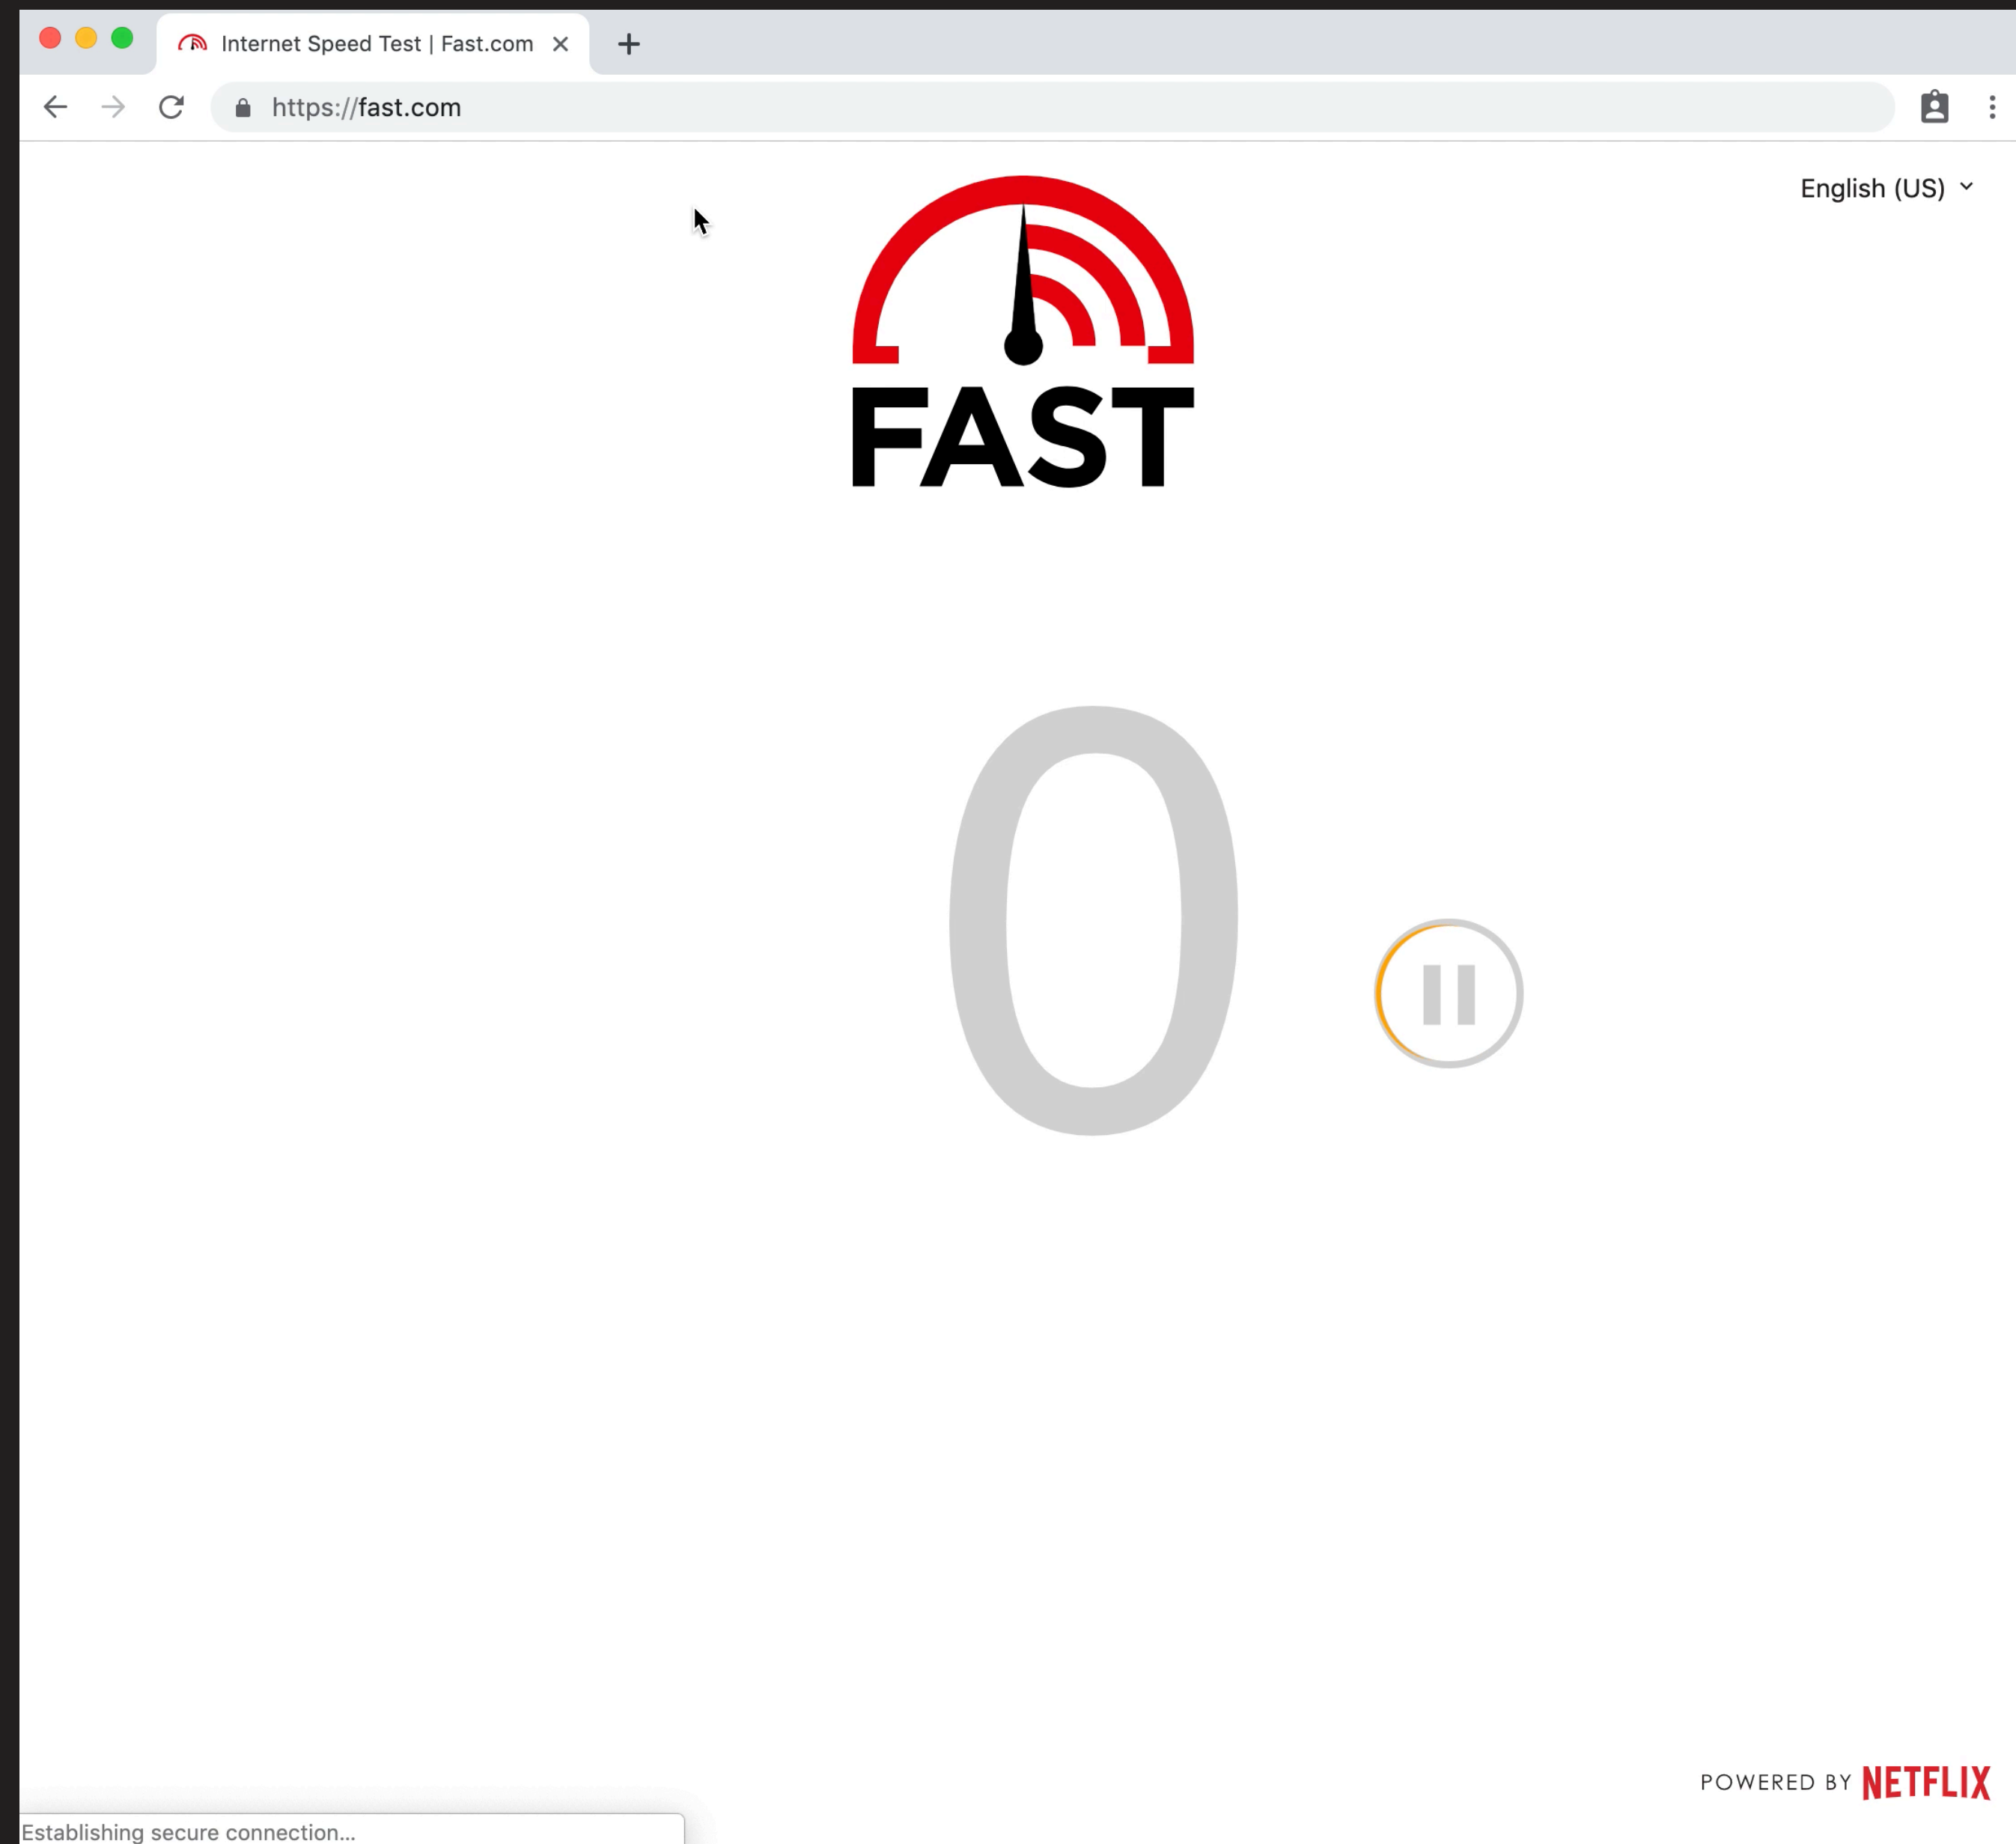 Internet Speed Test | Fast.com
https://fast.com
English (US)
FAST
0
POWERED BY NETFLIX
Establishing secure connection...